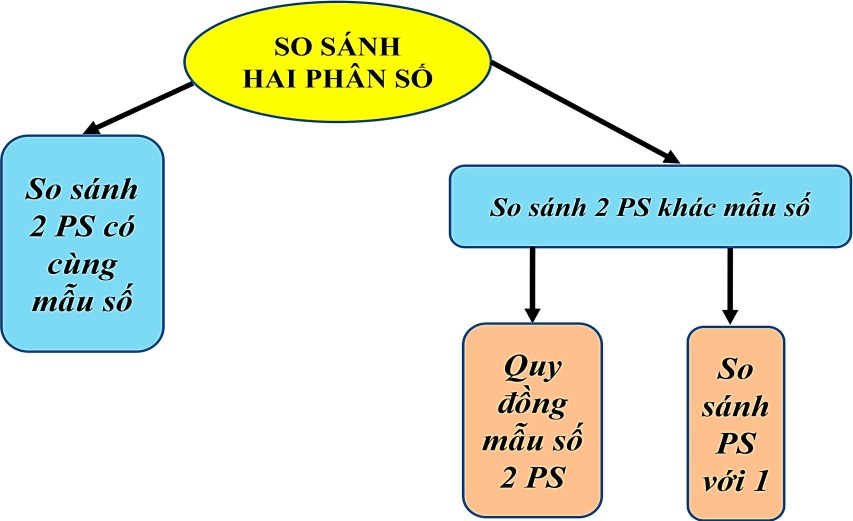 SO SÁNH
HAI PHÂN SỐ
So sánh
2 PS có
cùng
mẫu số
So sánh 2 PS khác mẫu số
Quy
đồng
mẫu số
2 PS
So
sánh
PS
với 1